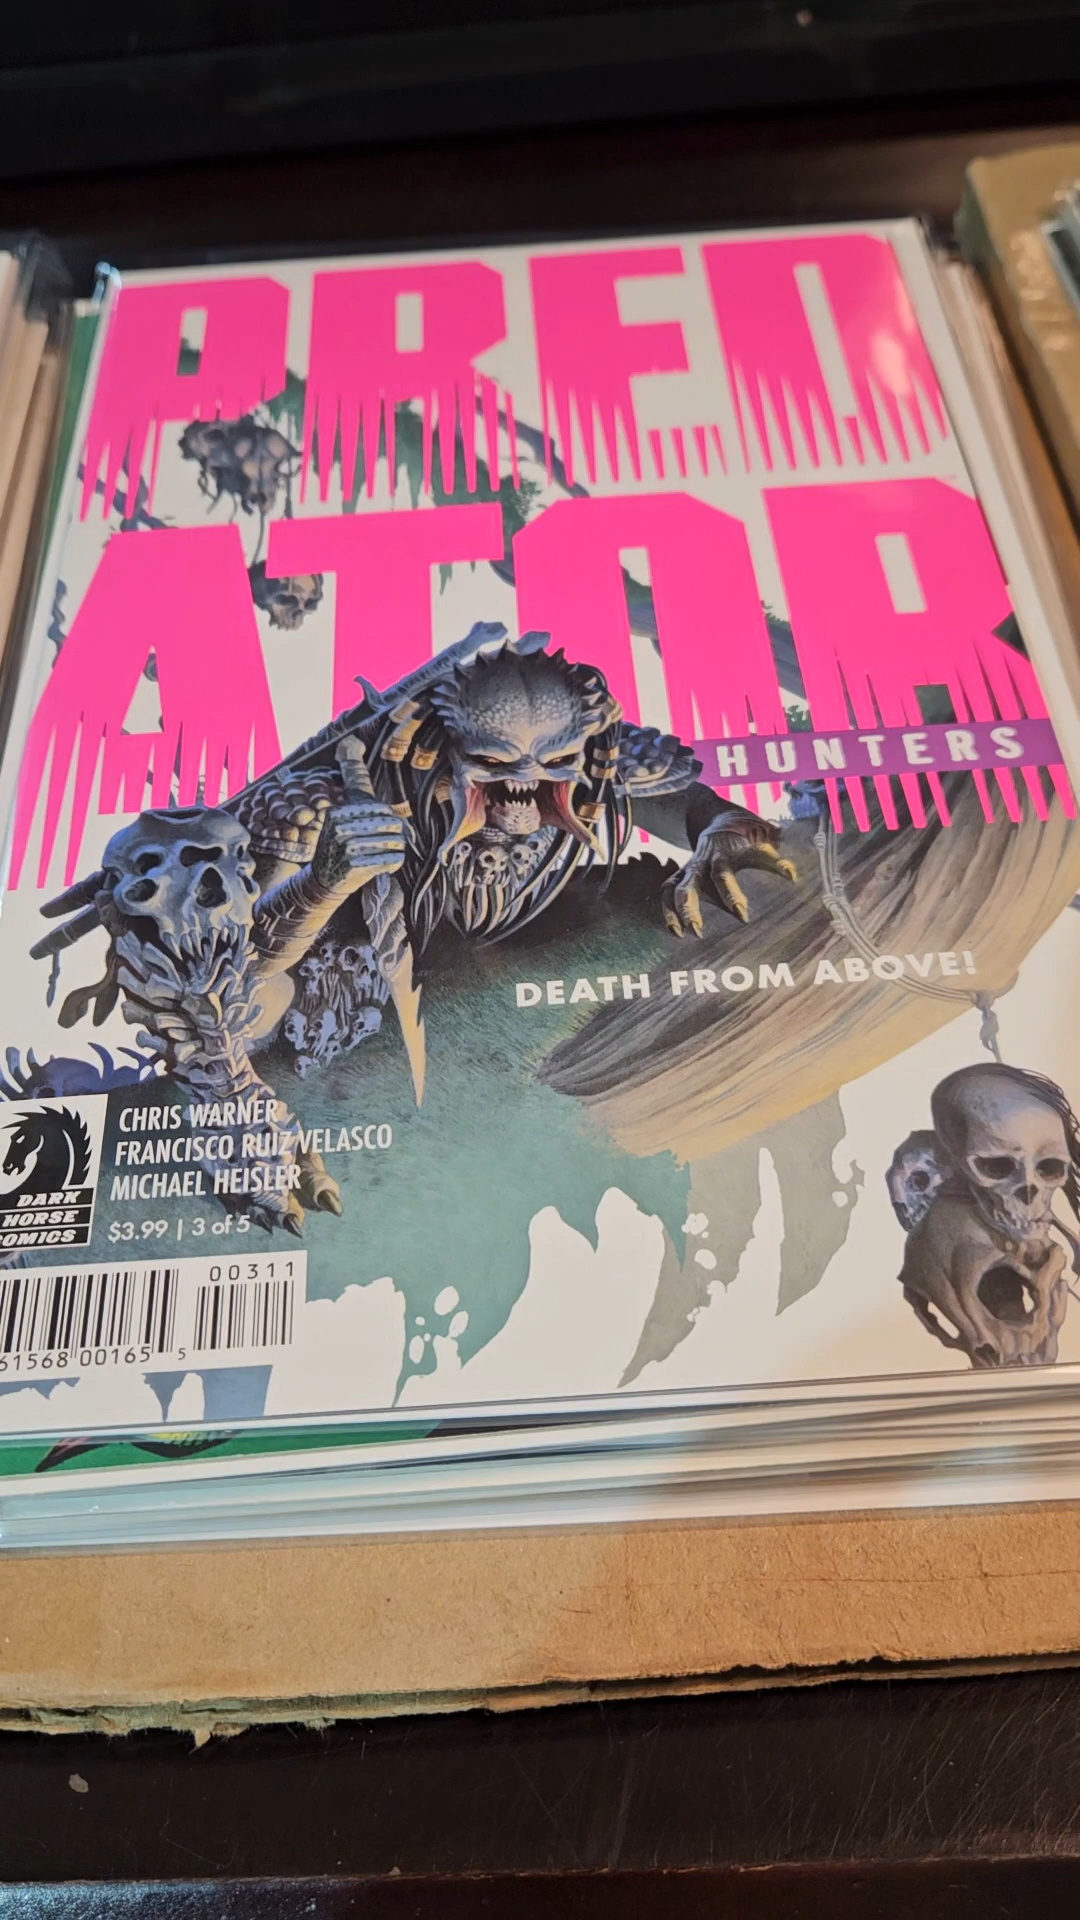 PRED
ATOR
HUNTERS
DEATH FROM ABOVE!
CHRIS WARNER
FRANCISCO RUIZ VELASCO
MICHAEL HEISLER
$3.99 | 3 of 5
DARK
HORSE
COMICS
00311
61568 00165 5